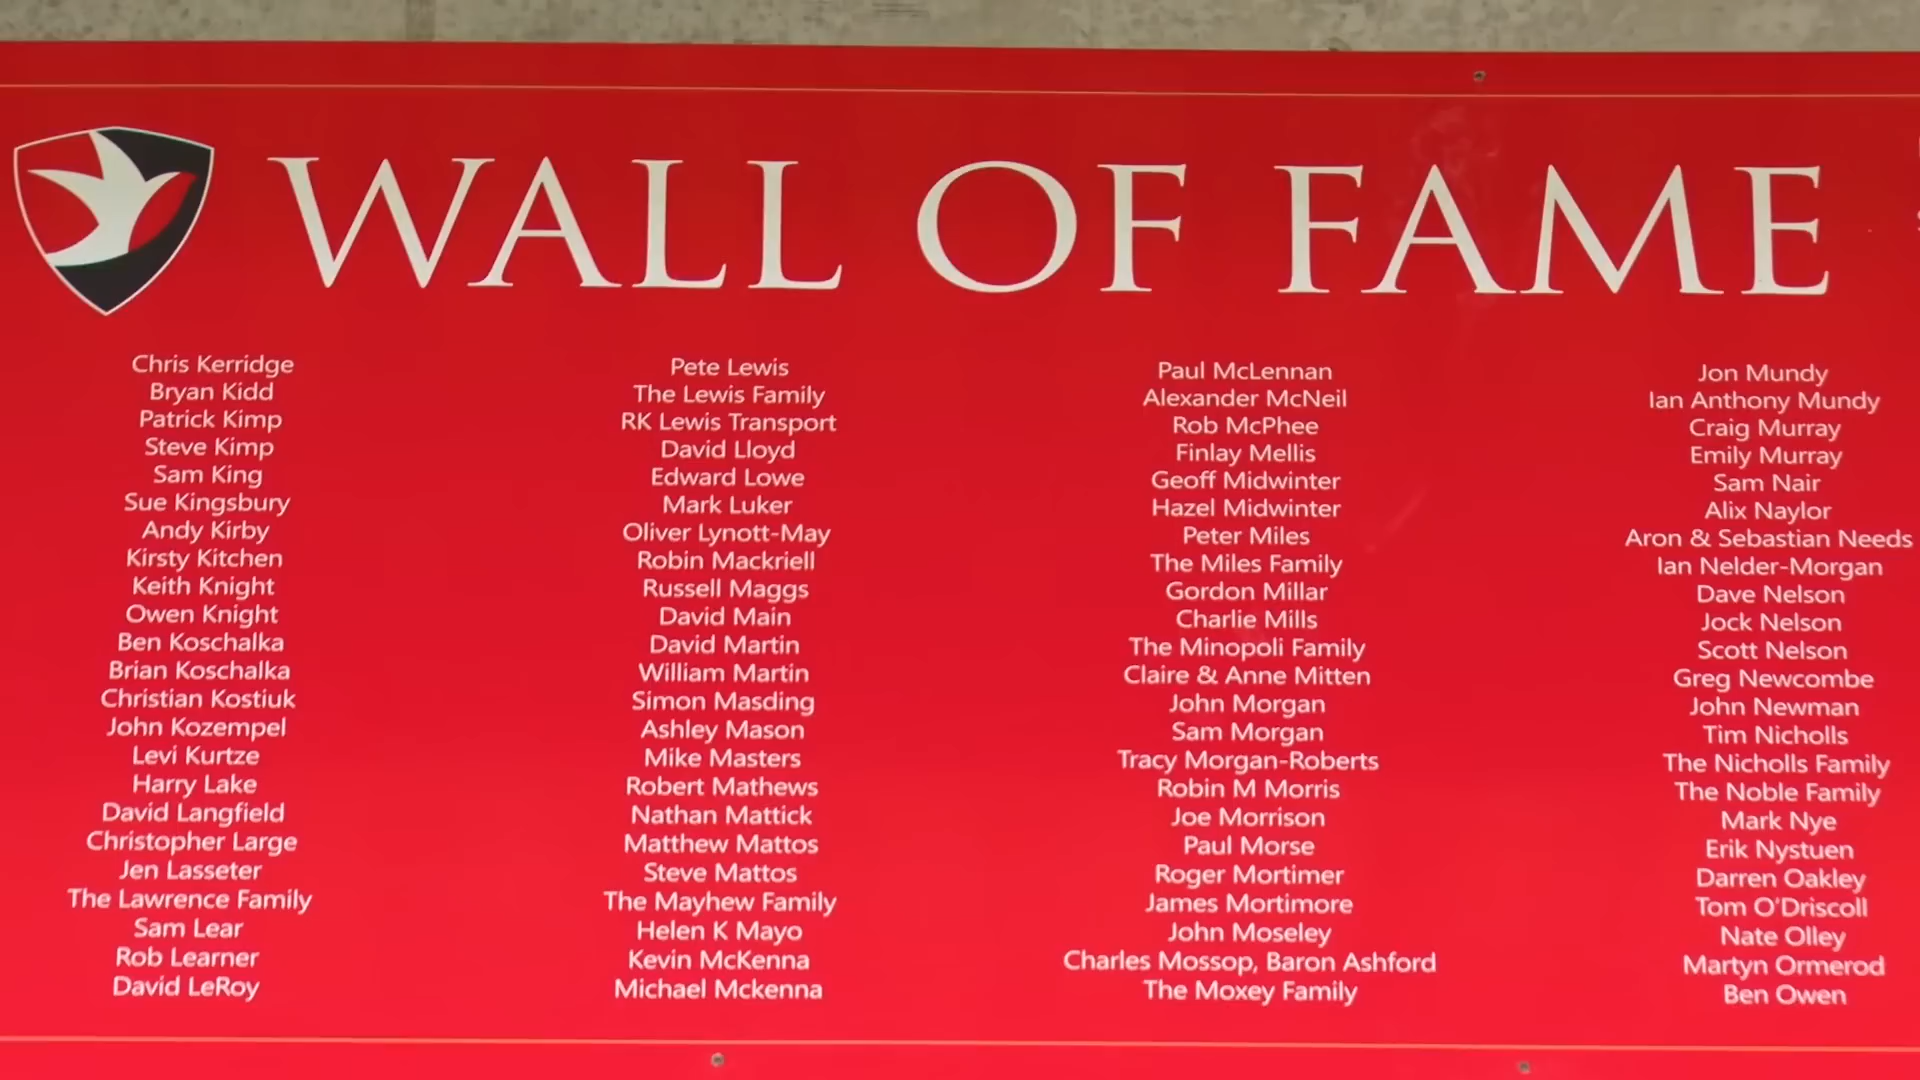 WALL OF FAME
Chris Kerridge
Bryan Kidd
Patrick Kimp
Steve Kimp
Sam King
Sue Kingsbury
Andy Kirby
Kirsty Kitchen
Keith Knight
Owen Knight
Ben Koschalka
Brian Koschalka
Christian Kostiuk
John Kozempel
Levi Kurtze
Harry Lake
David Langfield
Christopher Large
Jen Lasseter
The Lawrence Family
Sam Lear
Rob Learner
David LeRoy
Pete Lewis
The Lewis Family
RK Lewis Transport
David Lloyd
Edward Lowe
Mark Luker
Oliver Lynott-May
Robin Mackriell
Russell Maggs
David Main
David Martin
William Martin
Simon Masding
Ashley Mason
Mike Masters
Robert Mathews
Nathan Mattick
Matthew Mattos
Steve Mattos
The Mayhew Family
Helen K Mayo
Kevin McKenna
Michael Mckenna
Paul McLennan
Alexander McNeil
Rob McPhee
Finlay Mellis
Geoff Midwinter
Hazel Midwinter
Peter Miles
The Miles Family
Gordon Millar
Charlie Mills
The Minopoli Family
Claire & Anne Mitten
John Morgan
Sam Morgan
Tracy Morgan-Roberts
Robin M Morris
Joe Morrison
Paul Morse
Roger Mortimer
James Mortimore
John Moseley
Charles Mossop, Baron Ashford
The Moxey Family
Jon Mundy
Ian Anthony Mundy
Craig Murray
Emily Murray
Sam Nair
Alix Naylor
Aron & Sebastian Needs
Ian Nelder-Morgan
Dave Nelson
Jock Nelson
Scott Nelson
Greg Newcombe
John Newman
Tim Nicholls
The Nicholls Family
The Noble Family
Mark Nye
Erik Nystuen
Darren Oakley
Tom O'Driscoll
Nate Olley
Martyn Ormerod
Ben Owen